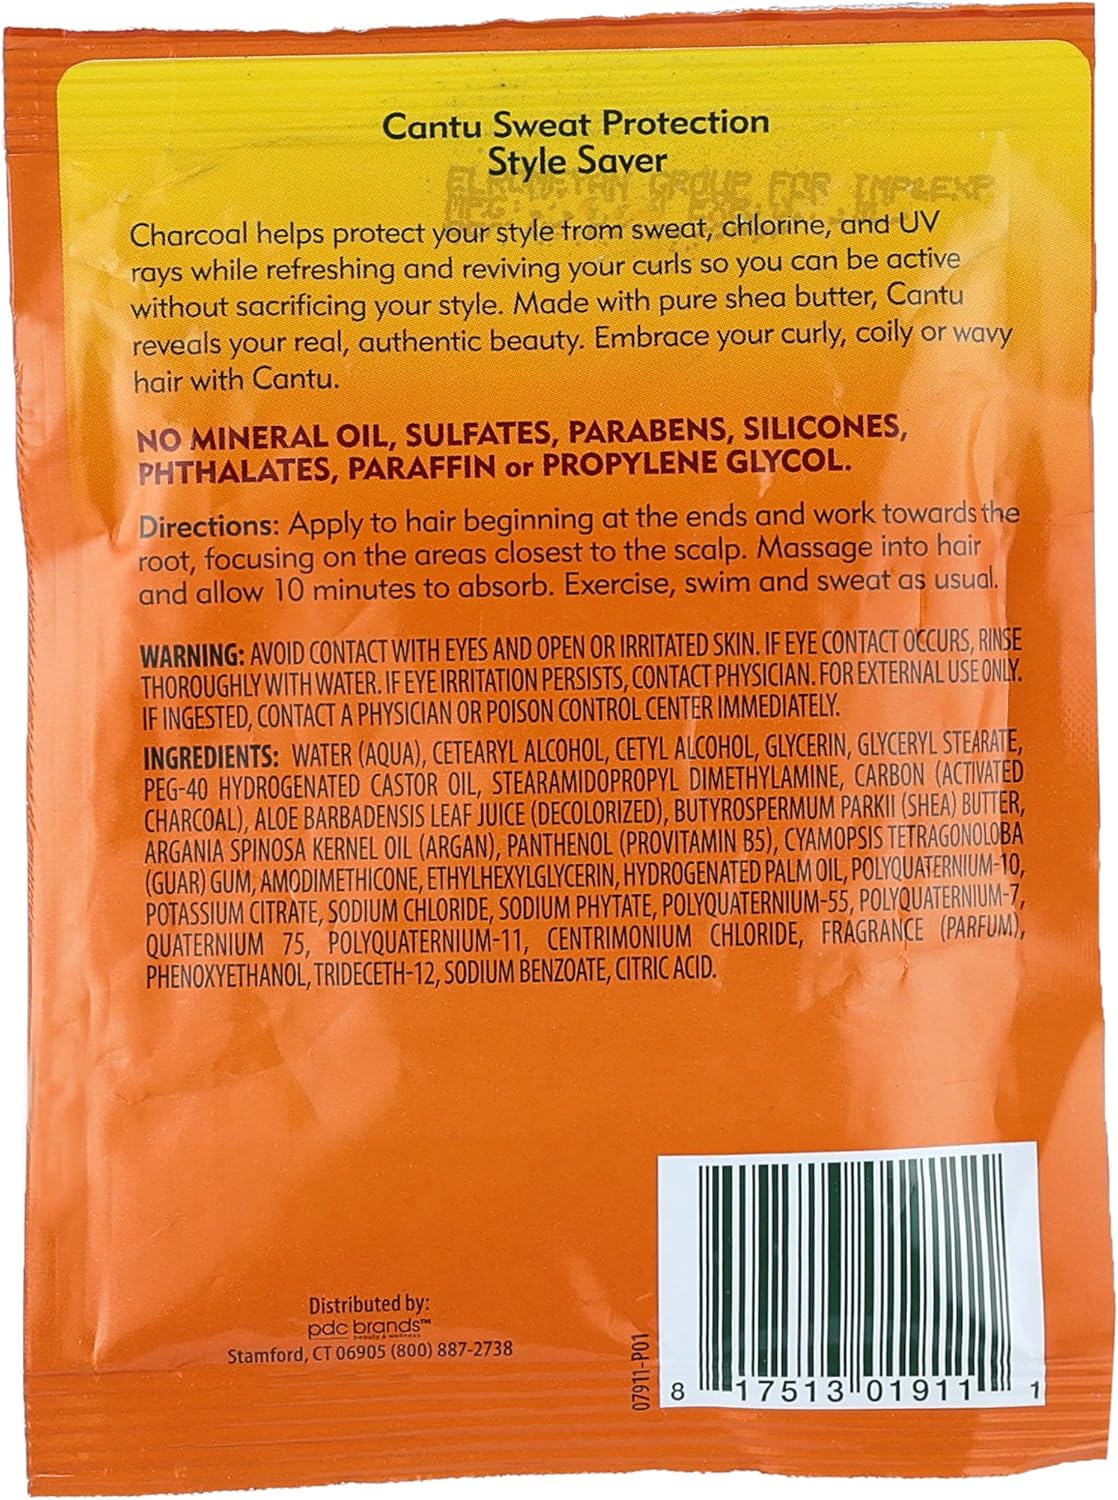 Cantu Sweat Protection
Style Saver
GROUP FOR IMP&EXP
Charcoal helps protect your style from sweat, chlorine, and UV
rays while refreshing and reviving your curls so you can be active
without sacrificing your style. Made with pure shea butter, Cantu
reveals your real, authentic beauty. Embrace your curly, coily or wavy
hair with Cantu.
NO MINERAL OIL, SULFATES, PARABENS, SILICONES,
PHTHALATES, PARAFFIN or PROPYLENE GLYCOL.
Directions: Apply to hair beginning at the ends and work towards the
root, focusing on the areas closest to the scalp. Massage into hair
and allow 10 minutes to absorb. Exercise, swim and sweat as usual.
WARNING: AVOID CONTACT WITH EYES AND OPEN OR IRRITATED SKIN. IF EYE CONTACT OCCURS, RINSE
THOROUGHLY WITH WATER. IF EYE IRRITATION PERSISTS, CONTACT PHYSICIAN. FOR EXTERNAL USE ONLY.
IF INGESTED, CONTACT A PHYSICIAN OR POISON CONTROL CENTER IMMEDIATELY.
INGREDIENTS: WATER (AQUA), CETEARYL ALCOHOL, CETYL ALCOHOL, GLYCERIN, GLYCERYL STEARATE,
PEG-40 HYDROGENATED CASTOR OIL, STEARAMIDOPROPYL DIMETHYLAMINE, CARBON (ACTIVATED
CHARCOAL), ALOE BARBADENSIS LEAF JUICE (DECOLORIZED), BUTYROSPERMUM PARKII (SHEA) BUTTER,
ARGANIA SPINOSA KERNEL OIL (ARGAN), PANTHENOL (PROVITAMIN B5), CYAMOPSIS TETRAGONOLOBA
(GUAR) GUM, AMODIMETHICONE, ETHYLHEXYLGLYCERIN, HYDROGENATED PALM OIL, POLYQUATERNIUM-10,
POTASSIUM CITRATE, SODIUM CHLORIDE, SODIUM PHYTATE, POLYQUATERNIUM-55, POLYQUATERNIUM-7,
QUATERNIUM 75, POLYQUATERNIUM-11, CENTRIMONIUM CHLORIDE, FRAGRANCE (PARFUM),
PHENOXYETHANOL, TRIDECETH-12, SODIUM BENZOATE, CITRIC ACID.
Distributed by:
pdc brands™
beauty & wellness
Stamford, CT 06905 (800) 887-2738
07911-P01
8 17513 01911 1